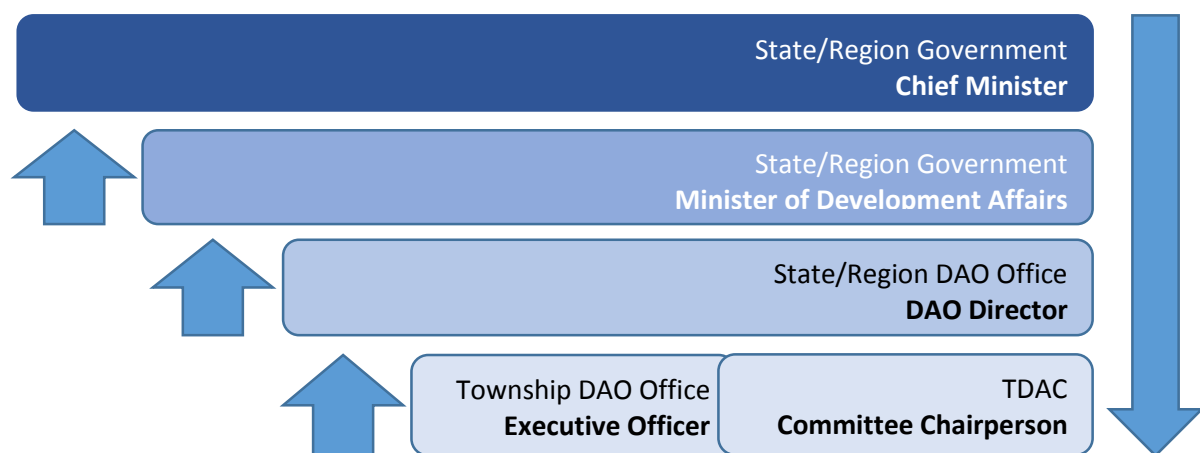 State/Region Government
Chief Minister
State/Region Government
Minister of Development Affairs
State/Region DAO Office
DAO Director
Township DAO Office
Executive Officer
TDAC
Committee Chairperson